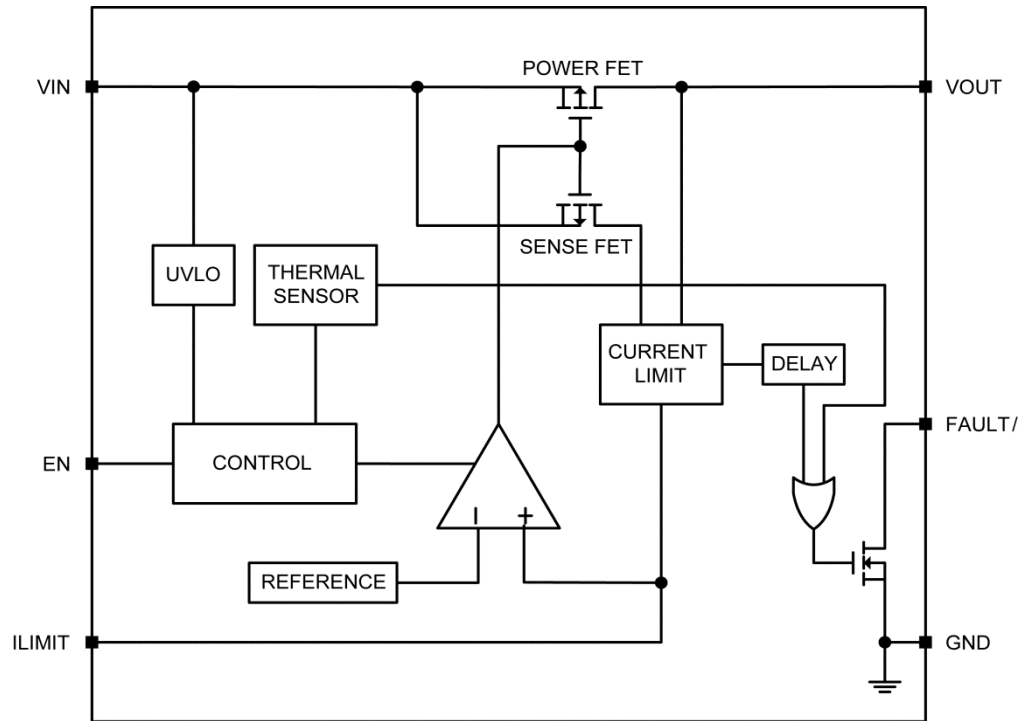 POWER FET
VIN
VOUT
SENSE FET
UVLO
THERMAL
SENSOR
CURRENT
LIMIT
DELAY
FAULT/
EN
CONTROL
REFERENCE
ILIMIT
GND